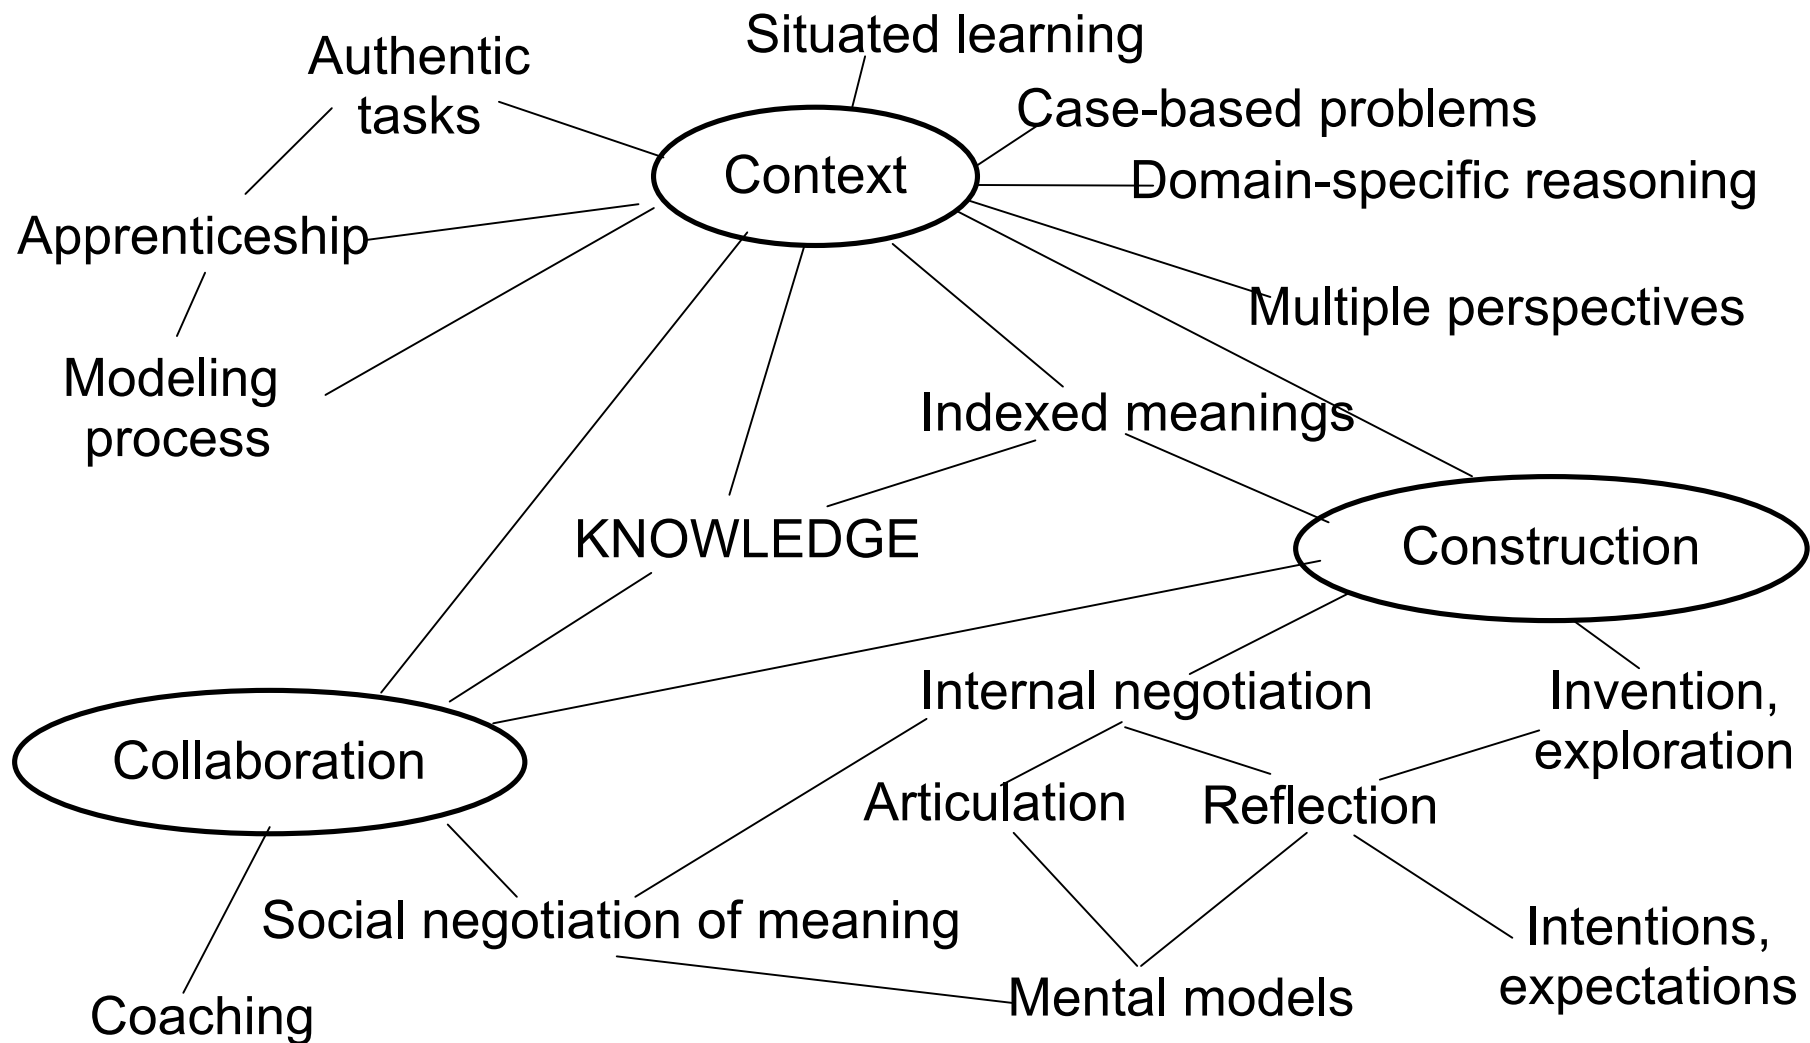 Situated learning
Authentic
tasks
Case-based problems
Context
Domain-specific reasoning
Apprenticeship
Multiple perspectives
Modeling
process
Indexed meanings
KNOWLEDGE
Construction
Internal negotiation
Invention,
exploration
Collaboration
Articulation
Reflection
Social negotiation of meaning
Intentions,
expectations
Mental models
Coaching